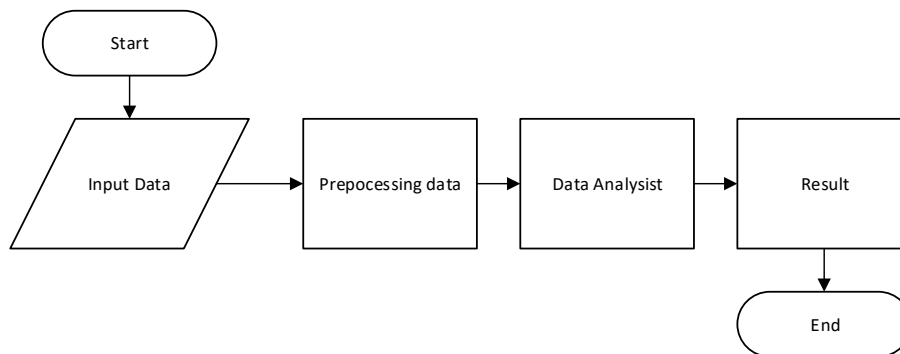 Start
Input Data
Prepocessing data
Data Analysist
Result
End